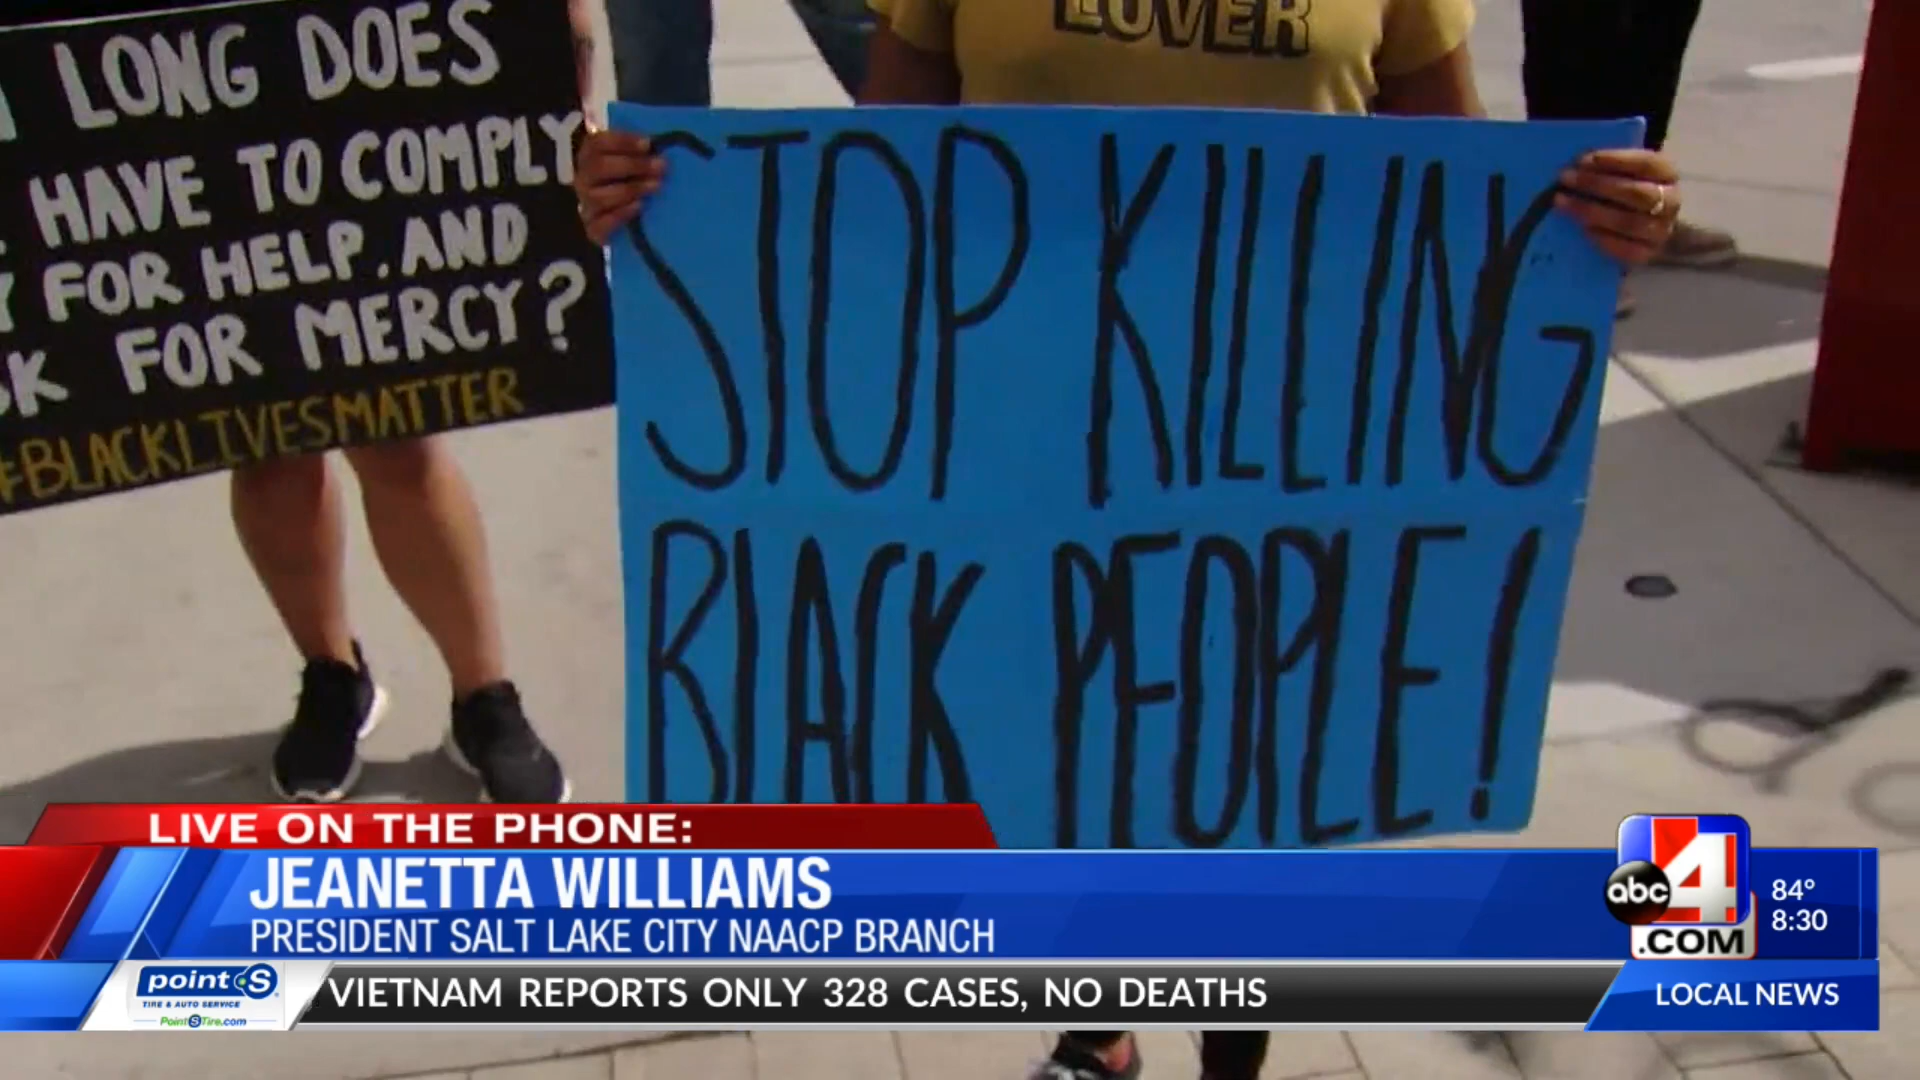 LONG DOES
HAVE TO COMPLY
FOR HELP. AND
FOR MERCY?
#BLACKLIVESMATTER
LOVER
STOP KILLING
BLACK PEOPLE!
LIVE ON THE PHONE:
JEANETTA WILLIAMS
PRESIDENT SALT LAKE CITY NAACP BRANCH
abc 4
.COM
84°
8:30
point S
TIRE & AUTO SERVICE
PointSTire.com
VIETNAM REPORTS ONLY 328 CASES, NO DEATHS
LOCAL NEWS